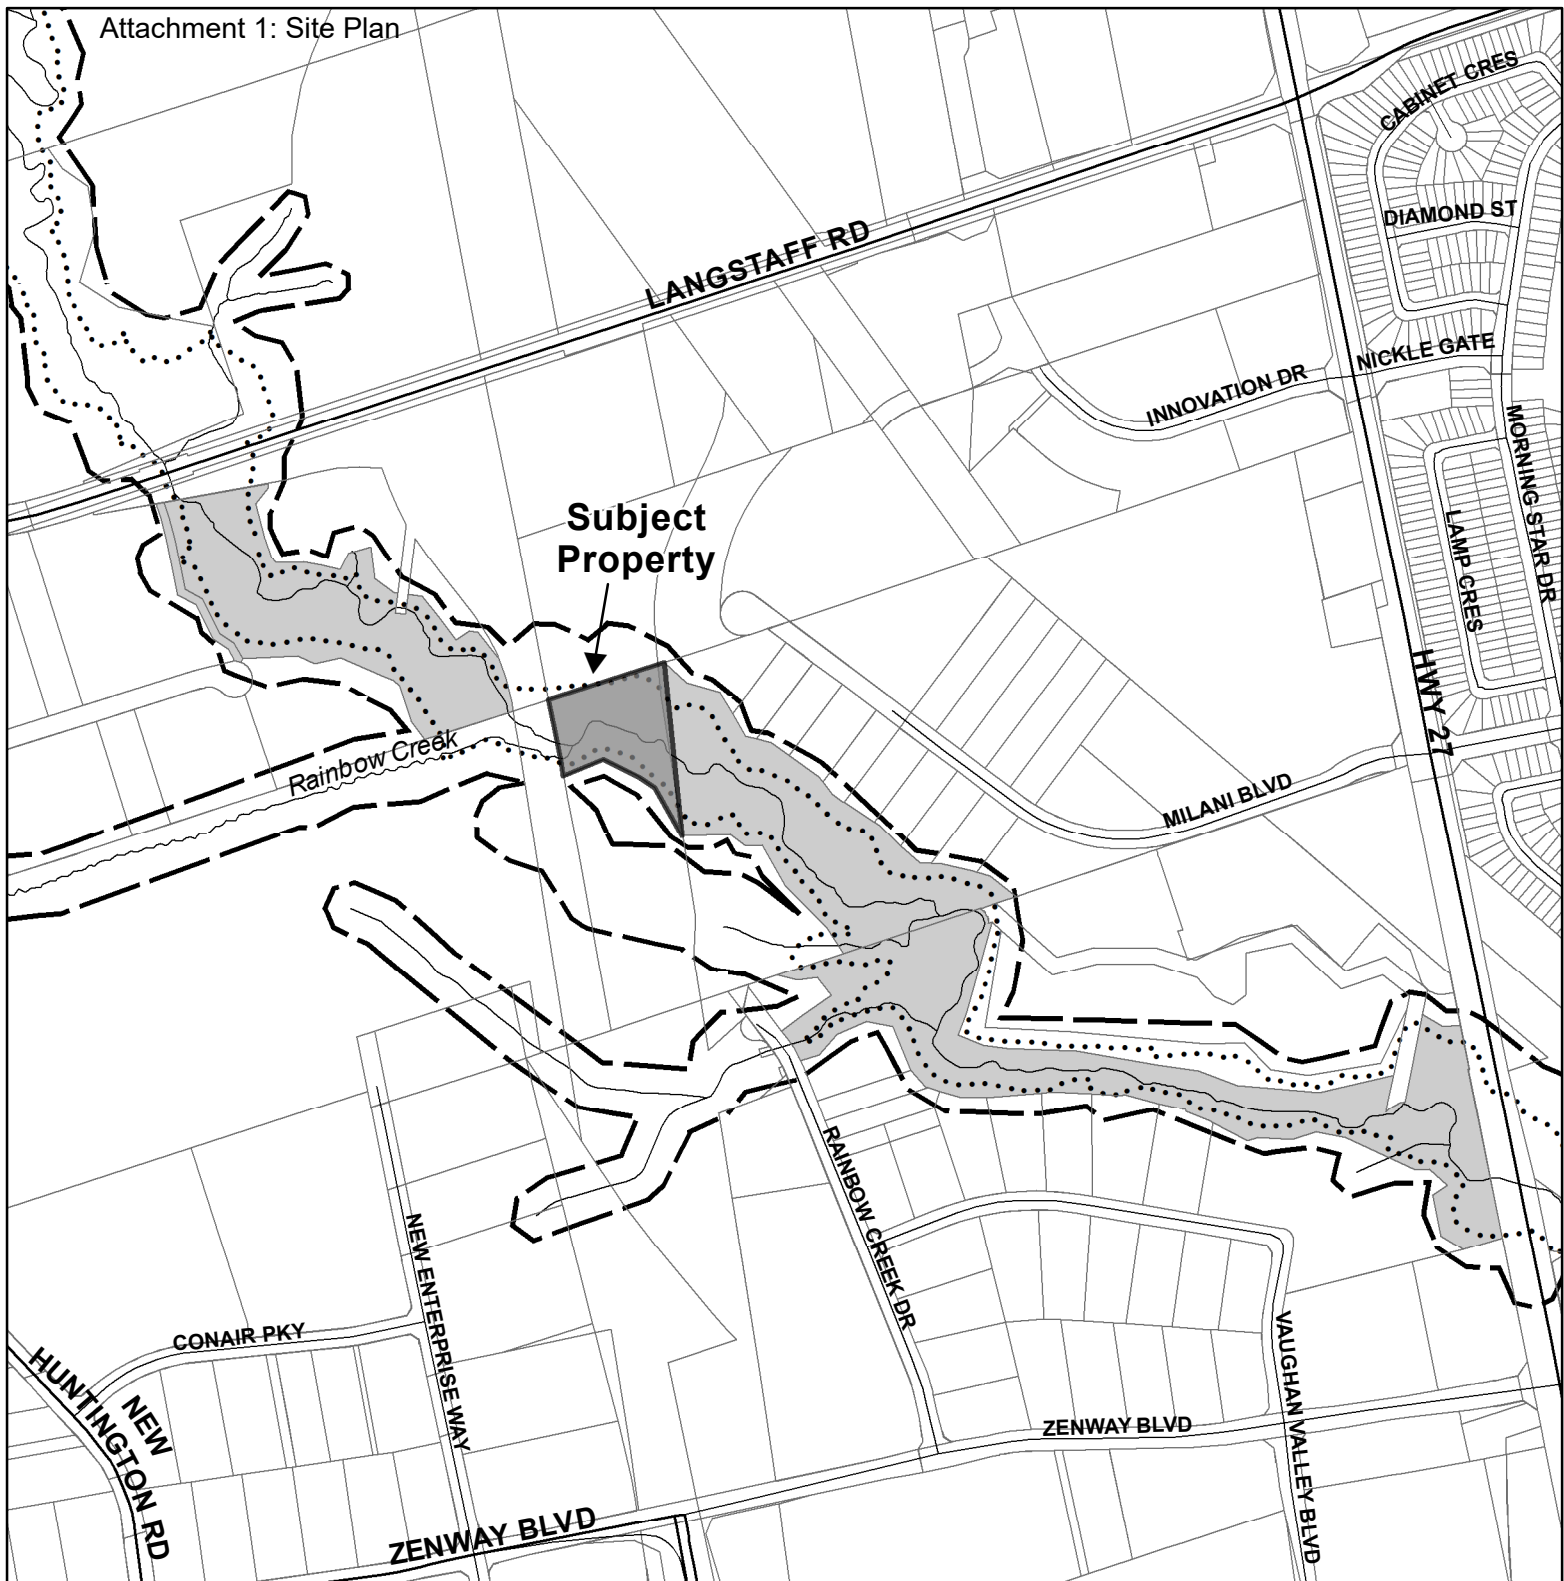 Attachment 1: Site Plan
CABINET CRES
DIAMOND ST
LANGSTAFF RD
NICKLE GATE
INNOVATION DR
MORNING STAR DR
LAMP CRES
Subject
Property
HWY 27
Rainbow Creek
MILANI BLVD
RAINBOW CREEK DR
NEW ENTERPRISE WAY
CONAIR PKY
VAUGHAN VALLEY BLVD
NEW
HUNTINGTON RD
ZENWAY BLVD
ZENWAY BLVD